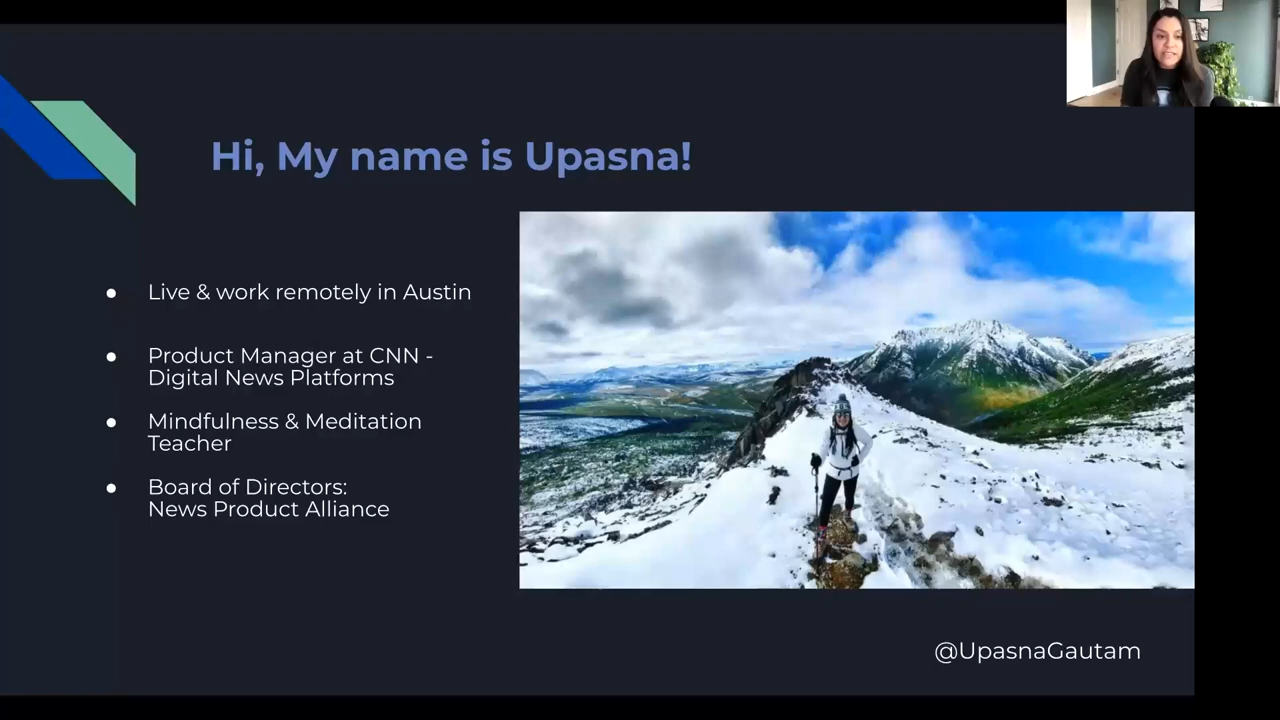 Hi, My name is Upasna!
● Live & work remotely in Austin
● Product Manager at CNN -
Digital News Platforms
● Mindfulness & Meditation
Teacher
● Board of Directors:
News Product Alliance
@UpasnaGautam